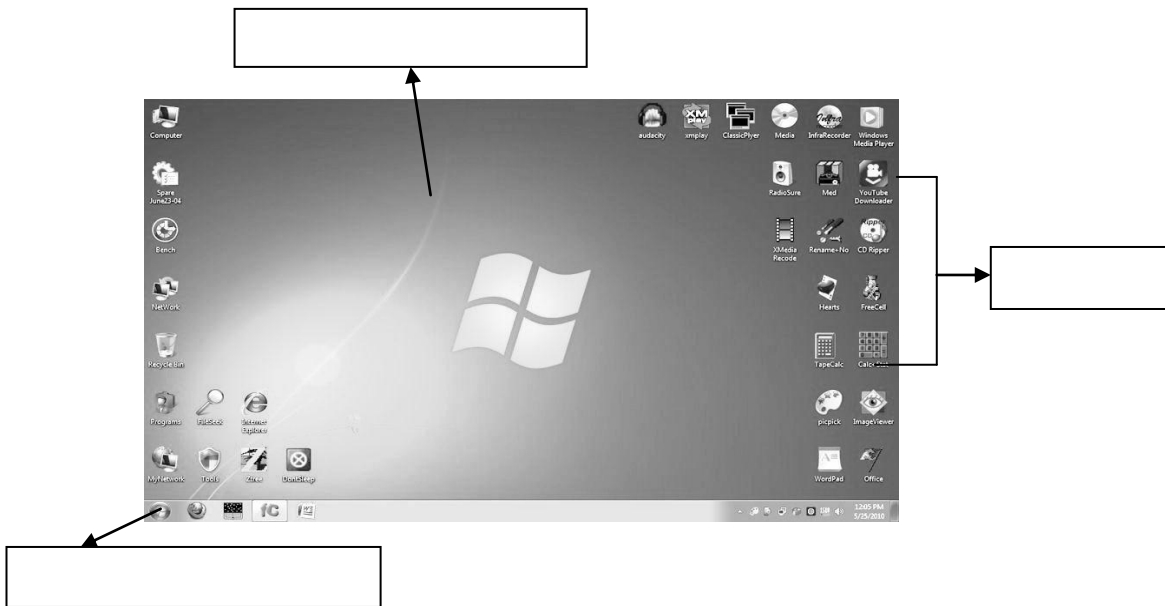 Computer
audacity
xmplay
ClassicPlyer
Media
InfraRecorder
Windows
Media Player
Spare
June23-04
RadioSure
Med
YouTube
Downloader
Bench
XMedia
Recode
Rename-No
CD Ripper
NetWork
Hearts
FreeCell
Recycle Bin
TapeCalc
Programs
FileSeek
Internet
Explorer
picpick
ImageViewer
MyNetwork
Tools
Ztree
DontSleep
WordPad
Office
12:05 PM
5/25/2010